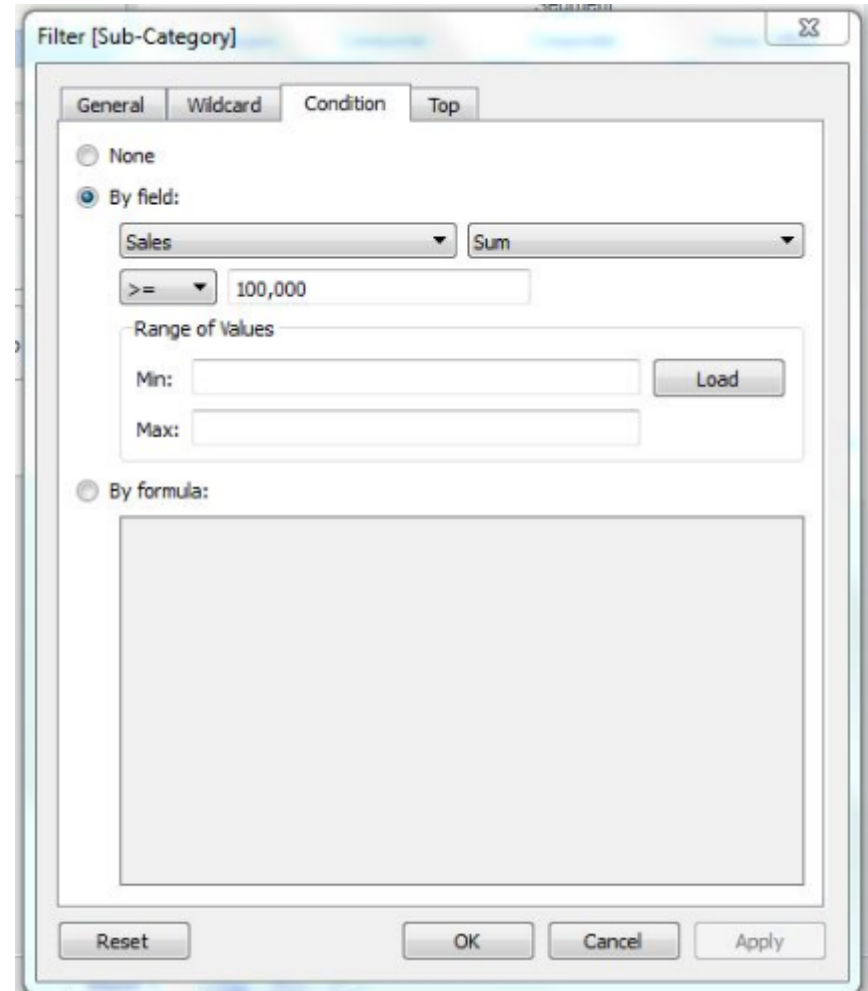 Segment
Filter [Sub-Category]
General Wildcard Condition Top
None
By field:
Sales Sum
>= 100,000
Range of Values
Min: Load
Max:
By formula:
Reset OK Cancel Apply